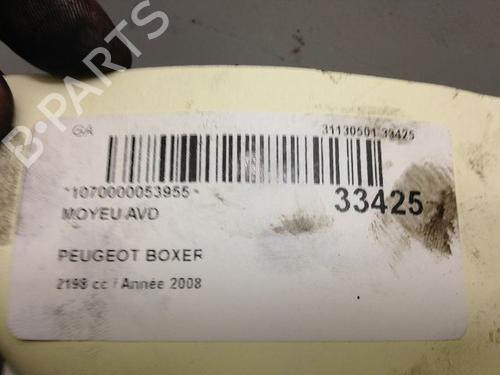 B-PARTS
GA
31130501 33425
*1070000053955*
33425
MOYEU AVD
PEUGEOT BOXER
2198 cc / Année 2008